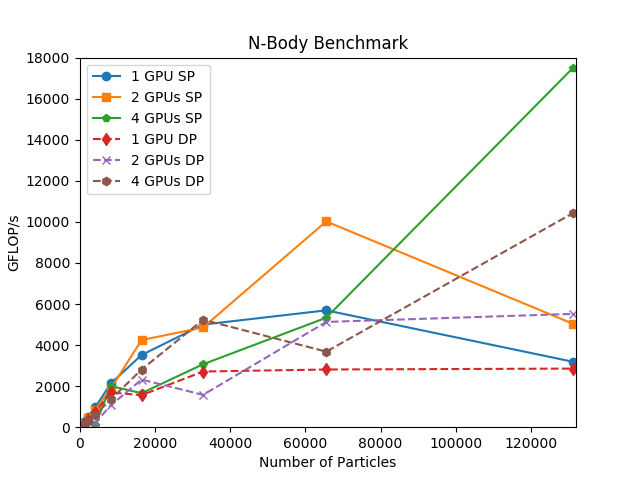 N-Body Benchmark
18000
16000
14000
12000
10000
8000
6000
4000
2000
0
GFLOP/s
1 GPU SP
2 GPUs SP
4 GPUs SP
1 GPU DP
2 GPUs DP
4 GPUs DP
0 20000 40000 60000 80000 100000 120000
Number of Particles